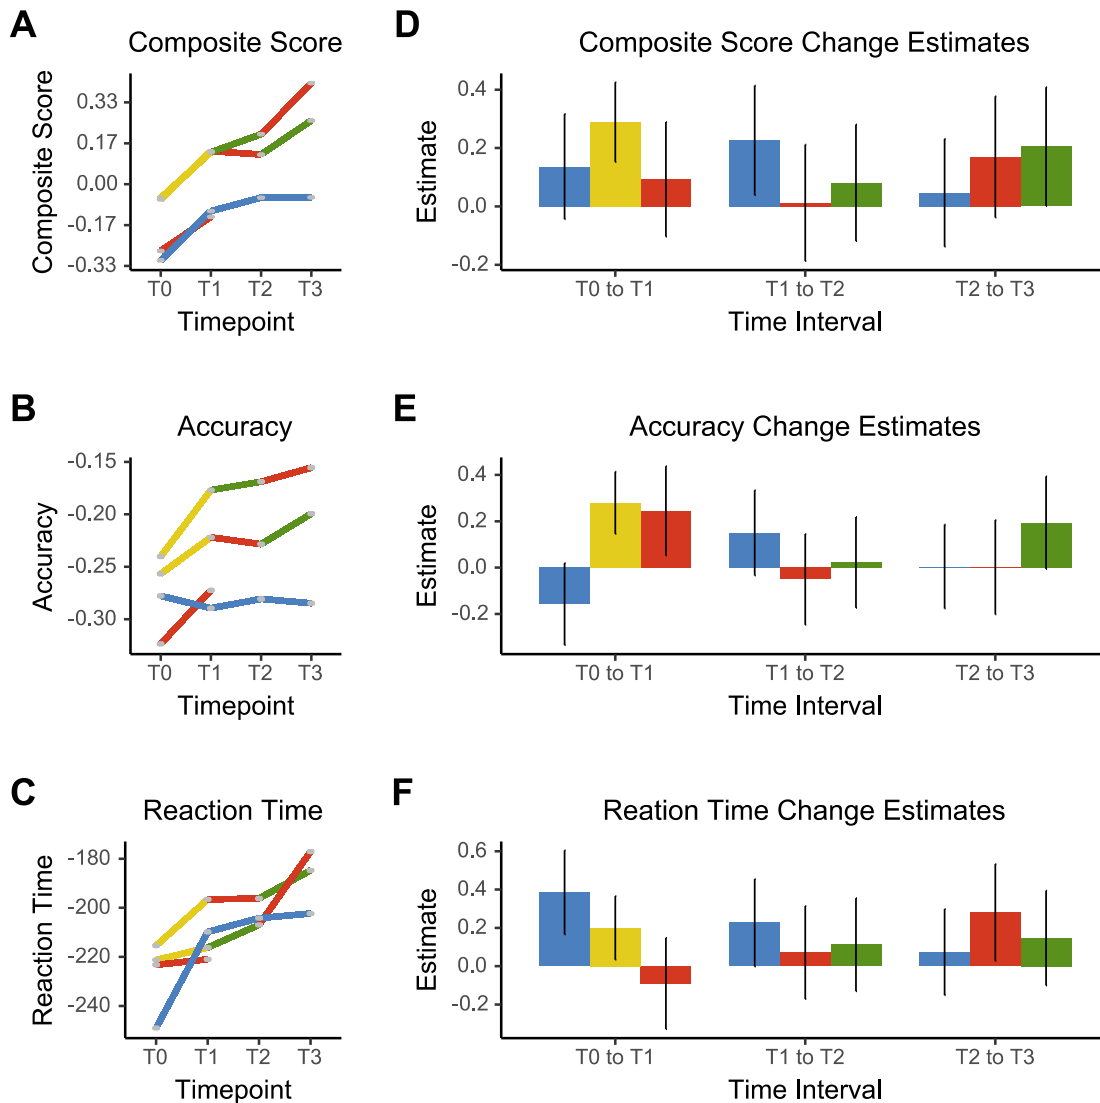 A
Composite Score
Composite Score
0.33
0.17
0.00
-0.17
-0.33
T0 T1 T2 T3
Timepoint
D
Composite Score Change Estimates
Estimate
0.4
0.2
0.0
-0.2
T0 to T1 T1 to T2 T2 to T3
Time Interval
B
Accuracy
Accuracy
-0.15
-0.20
-0.25
-0.30
T0 T1 T2 T3
Timepoint
E
Accuracy Change Estimates
Estimate
0.4
0.2
0.0
-0.2
T0 to T1 T1 to T2 T2 to T3
Time Interval
C
Reaction Time
Reaction Time
-180
-200
-220
-240
T0 T1 T2 T3
Timepoint
F
Reation Time Change Estimates
Estimate
0.6
0.4
0.2
0.0
-0.2
T0 to T1 T1 to T2 T2 to T3
Time Interval